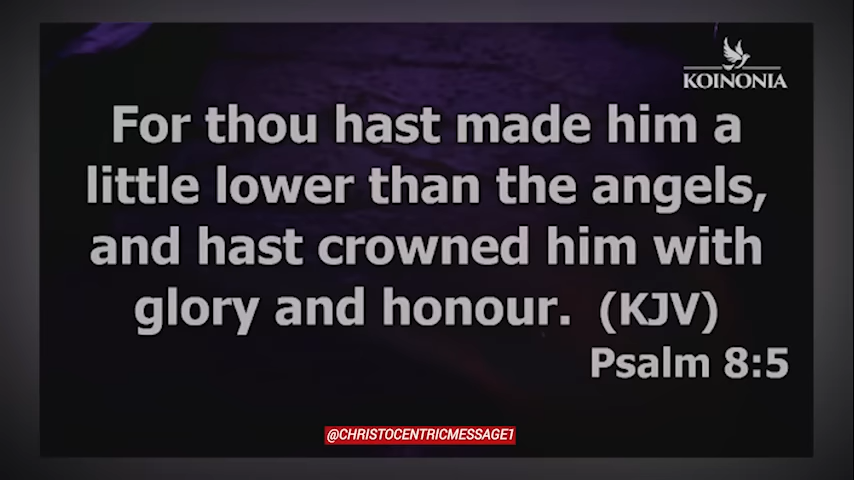 KOINONIA
For thou hast made him a
little lower than the angels,
and hast crowned him with
glory and honour. (KJV)
Psalm 8:5
@CHRISTOCENTRICMESSAGE1